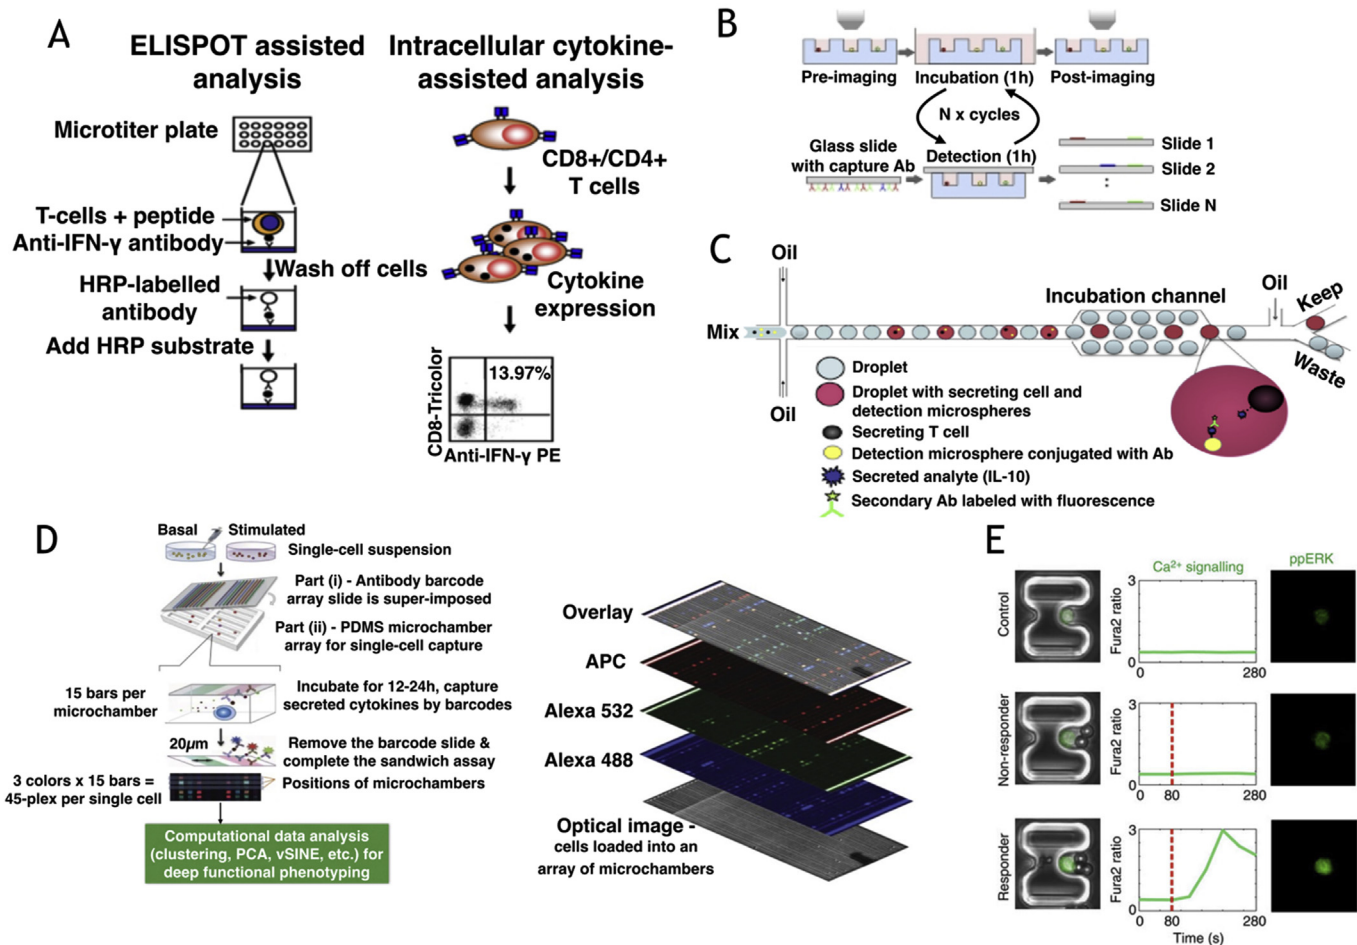 A
ELISPOT assisted
analysis
Microtiter plate
T-cells + peptide
Anti-IFN-γ antibody
Wash off cells
HRP-labelled
antibody
Add HRP substrate
Intracellular cytokine-
assisted analysis
CD8+/CD4+
T cells
Cytokine
expression
13.97%
CD8-Tricolor
Anti-IFN-γ PE
B
Pre-imaging
Incubation (1h)
Post-imaging
N x cycles
Glass slide
with capture Ab
Detection (1h)
Slide 1
Slide 2
:
Slide N
C
Oil
Mix
Oil
Incubation channel
Oil
Keep
Waste
Droplet
Droplet with secreting cell and
detection microspheres
Secreting T cell
Detection microsphere conjugated with Ab
Secreted analyte (IL-10)
Secondary Ab labeled with fluorescence
D
Basal
Stimulated
Single-cell suspension
Part (i) - Antibody barcode
array slide is super-imposed
Part (ii) - PDMS microchamber
array for single-cell capture
15 bars per
microchamber
Incubate for 12-24h, capture
secreted cytokines by barcodes
20µm
Remove the barcode slide &
complete the sandwich assay
3 colors x 15 bars =
45-plex per single cell
Positions of microchambers
Computational data analysis
(clustering, PCA, vSINE, etc.) for
deep functional phenotyping
Overlay
APC
Alexa 532
Alexa 488
Optical image -
cells loaded into an
array of microchambers
E
Ca2+ signalling
ppERK
Control
Fura2 ratio
3
0
0
280
Non-responder
Fura2 ratio
3
0
0
80
280
Responder
Fura2 ratio
3
0
0
80
280
Time (s)